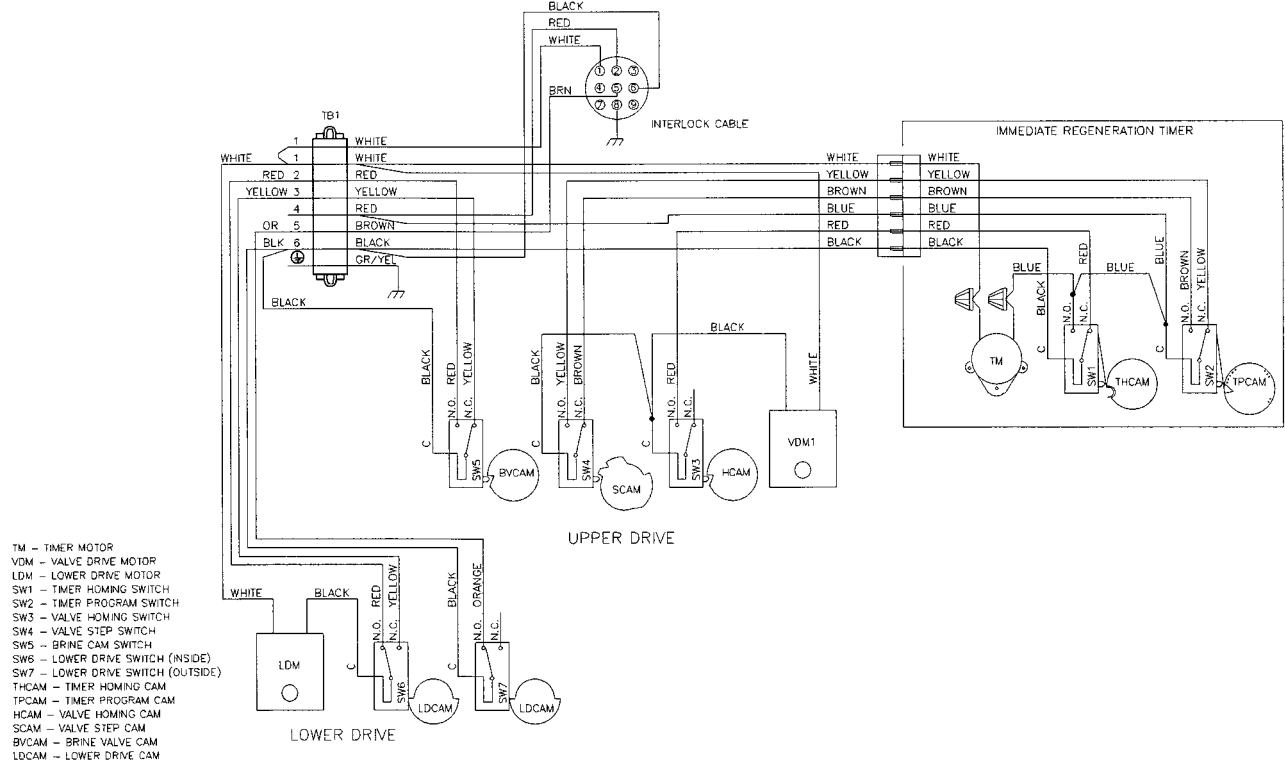 BLACK
RED
WHITE
1 2 3
4 5 6
7 8 9
BRN
INTERLOCK CABLE
TB1
1 WHITE
WHITE 1 WHITE
RED 2 RED
YELLOW 3 YELLOW
4 RED
OR 5 BROWN
BLK 6 BLACK
GR/YEL
BLACK
WHITE
YELLOW
BROWN
BLUE
RED
BLACK
IMMEDIATE REGENERATION TIMER
WHITE
YELLOW
BROWN
BLUE
RED
BLACK
BLUE
BLUE
BLACK
RED
BLUE
BROWN
YELLOW
N.O.
N.C.
N.O.
N.C.
C
C
TM
SW1
THCAM
SW2
TPCAM
BLACK
RED
YELLOW
BLACK
YELLOW
BROWN
BLACK
RED
WHITE
N.O.
N.C.
N.O.
N.C.
N.O.
N.C.
C
C
C
SW5
BVCAM
SW4
SCAM
SW3
HCAM
VDM1
UPPER DRIVE
WHITE
BLACK
RED
YELLOW
BLACK
ORANGE
N.O.
N.C.
N.O.
N.C.
C
C
LDM
SW6
LDCAM
SW7
LDCAM
LOWER DRIVE
TM – TIMER MOTOR
VDM – VALVE DRIVE MOTOR
LDM – LOWER DRIVE MOTOR
SW1 – TIMER HOMING SWITCH
SW2 – TIMER PROGRAM SWITCH
SW3 – VALVE HOMING SWITCH
SW4 – VALVE STEP SWITCH
SW5 – BRINE CAM SWITCH
SW6 – LOWER DRIVE SWITCH (INSIDE)
SW7 – LOWER DRIVE SWITCH (OUTSIDE)
THCAM – TIMER HOMING CAM
TPCAM – TIMER PROGRAM CAM
HCAM – VALVE HOMING CAM
SCAM – VALVE STEP CAM
BVCAM – BRINE VALVE CAM
LDCAM – LOWER DRIVE CAM